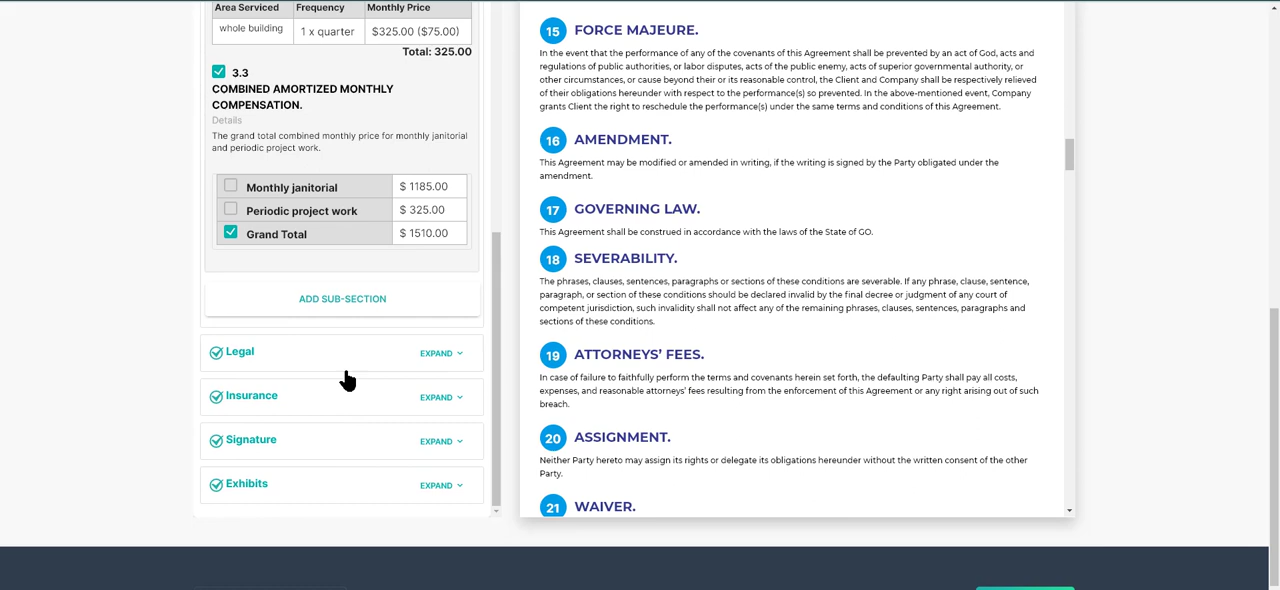 Area Serviced Frequency Monthly Price
whole building 1 x quarter $325.00 ($75.00)
Total: 325.00
3.3
COMBINED AMORTIZED MONTHLY
COMPENSATION.
Details
The grand total combined monthly price for monthly janitorial
and periodic project work.
Monthly janitorial $ 1185.00
Periodic project work $ 325.00
Grand Total $ 1510.00
ADD SUB-SECTION
Legal EXPAND
Insurance EXPAND
Signature EXPAND
Exhibits EXPAND
15 FORCE MAJEURE.
In the event that the performance of any of the covenants of this Agreement shall be prevented by an act of God, acts and
regulations of public authorities, or labor disputes, acts of the public enemy, acts of superior governmental authority, or
other circumstances, or cause beyond their or its reasonable control, the Client and Company shall be respectively relieved
of their obligations hereunder with respect to the performance(s) so prevented. In the above-mentioned event, Company
grants Client the right to reschedule the performance(s) under the same terms and conditions of this Agreement.
16 AMENDMENT.
This Agreement may be modified or amended in writing, if the writing is signed by the Party obligated under the
amendment.
17 GOVERNING LAW.
This Agreement shall be construed in accordance with the laws of the State of GO.
18 SEVERABILITY.
The phrases, clauses, sentences, paragraphs or sections of these conditions are severable. If any phrase, clause, sentence,
paragraph, or section of these conditions should be declared invalid by the final decree or judgment of any court of
competent jurisdiction, such invalidity shall not affect any of the remaining phrases, clauses, sentences, paragraphs and
sections of these conditions.
19 ATTORNEYS’ FEES.
In case of failure to faithfully perform the terms and covenants herein set forth, the defaulting Party shall pay all costs,
expenses, and reasonable attorneys’ fees resulting from the enforcement of this Agreement or any right arising out of such
breach.
20 ASSIGNMENT.
Neither Party hereto may assign its rights or delegate its obligations hereunder without the written consent of the other
Party.
21 WAIVER.